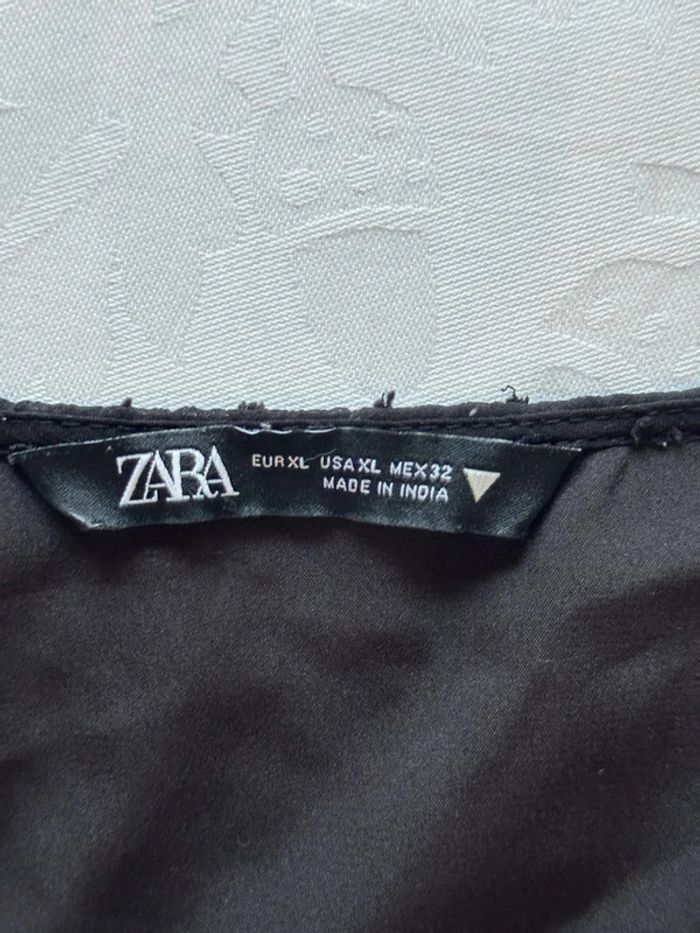 ZARA
EUR XL USA XL MEX 32
MADE IN INDIA